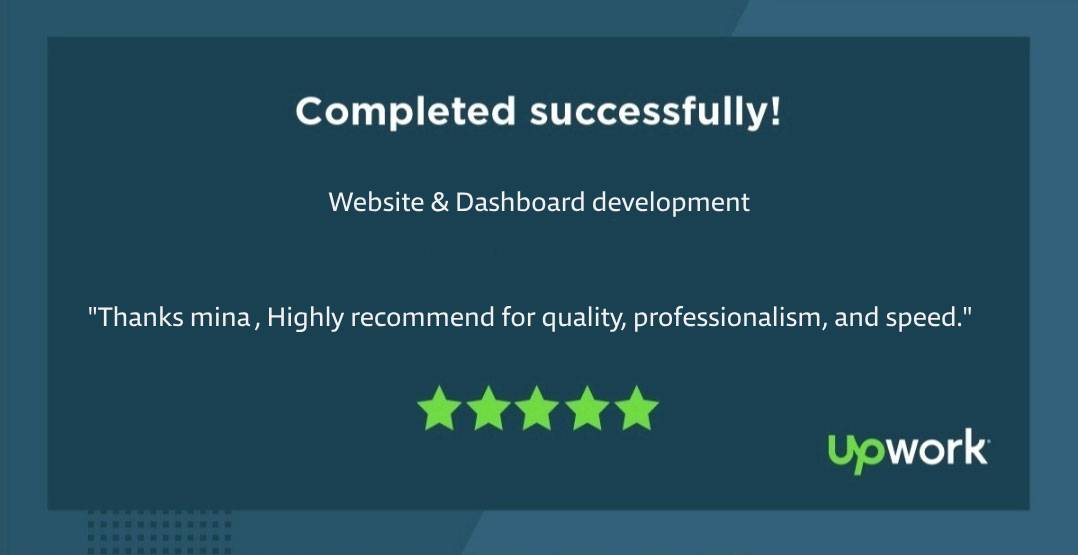 Completed successfully!
Website & Dashboard development
"Thanks mina , Highly recommend for quality, professionalism, and speed."
upwork